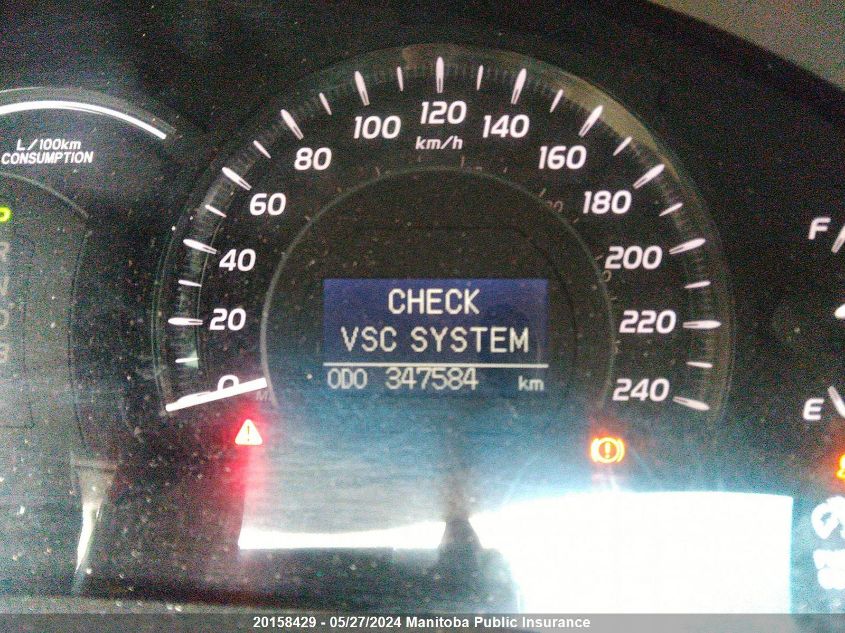 L/100km
CONSUMPTION
P
R
N
D
B
0
20
40
60
80
100
120
km/h
140
160
180
200
220
240
CHECK
VSC SYSTEM
ODO 347584 km
F
E
20158429 - 05/27/2024 Manitoba Public Insurance